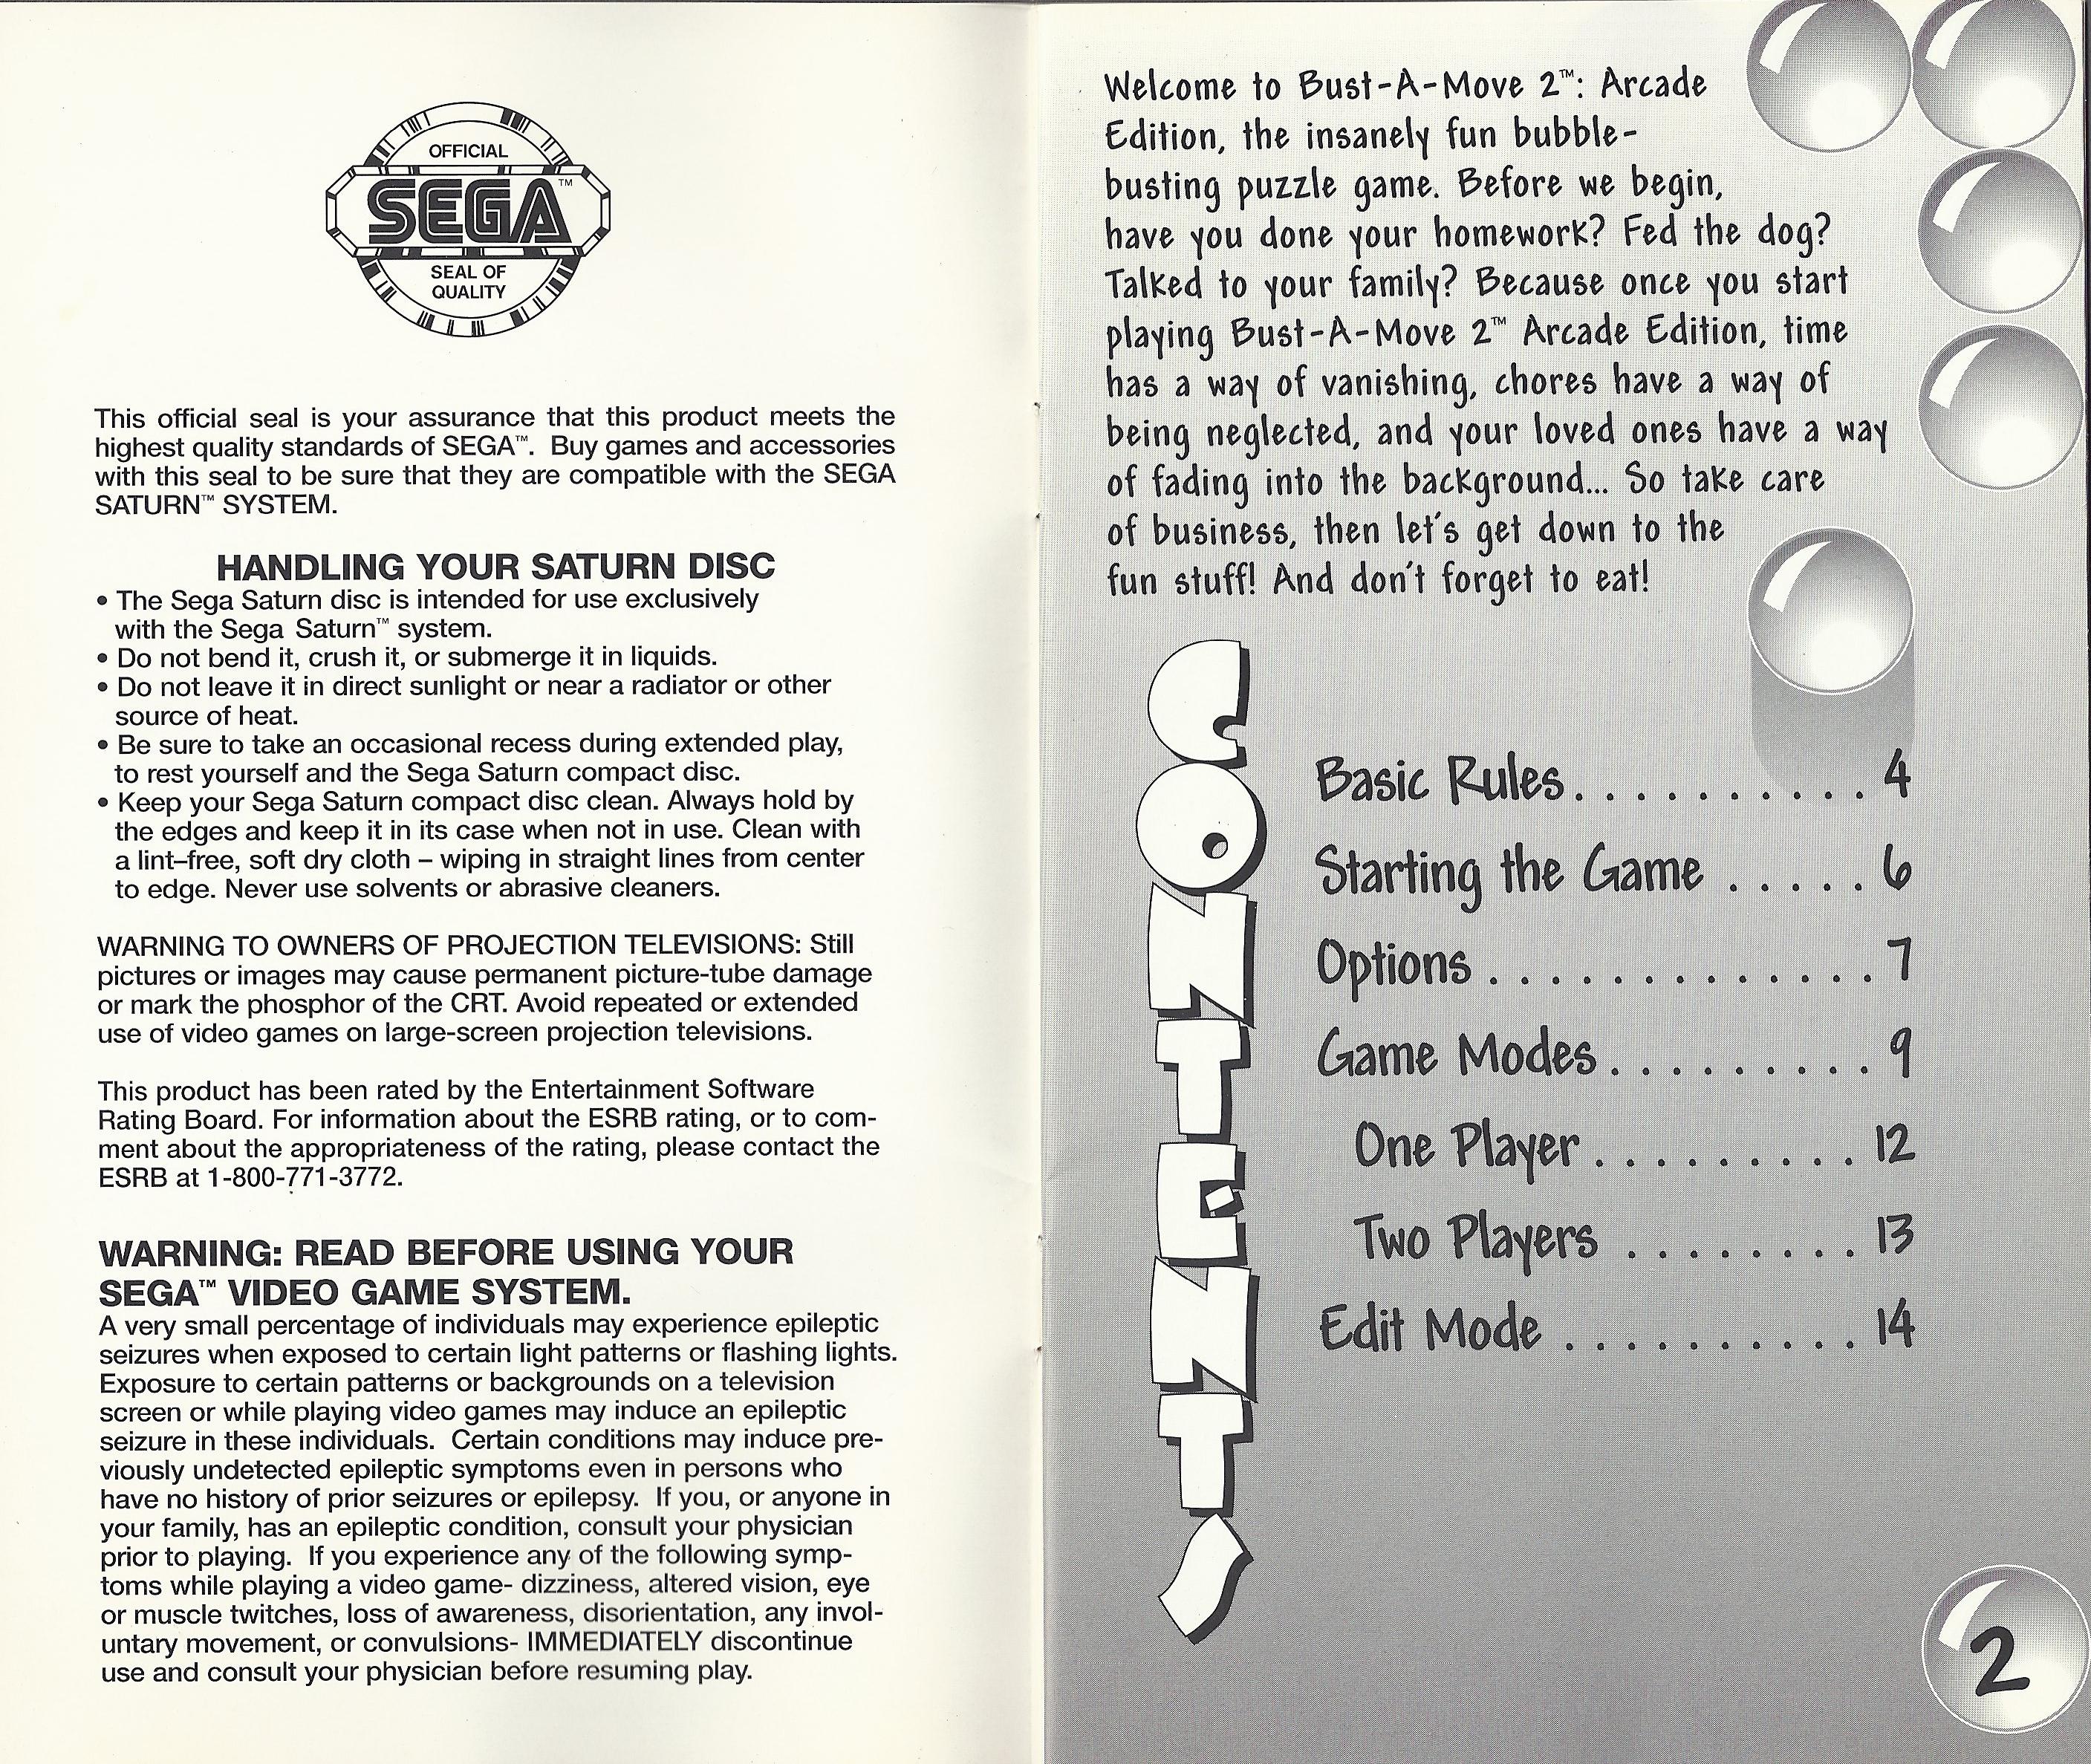 OFFICIAL
SEGA™
SEAL OF
QUALITY
This official seal is your assurance that this product meets the
highest quality standards of SEGA™.  Buy games and accessories
with this seal to be sure that they are compatible with the SEGA
SATURN™ SYSTEM.
HANDLING YOUR SATURN DISC
• The Sega Saturn disc is intended for use exclusively
with the Sega Saturn™ system.
• Do not bend it, crush it, or submerge it in liquids.
• Do not leave it in direct sunlight or near a radiator or other
source of heat.
• Be sure to take an occasional recess during extended play,
to rest yourself and the Sega Saturn compact disc.
• Keep your Sega Saturn compact disc clean. Always hold by
the edges and keep it in its case when not in use. Clean with
a lint–free, soft dry cloth – wiping in straight lines from center
to edge. Never use solvents or abrasive cleaners.
WARNING TO OWNERS OF PROJECTION TELEVISIONS: Still
pictures or images may cause permanent picture-tube damage
or mark the phosphor of the CRT. Avoid repeated or extended
use of video games on large-screen projection televisions.
This product has been rated by the Entertainment Software
Rating Board. For information about the ESRB rating, or to com-
ment about the appropriateness of the rating, please contact the
ESRB at 1-800-771-3772.
WARNING: READ BEFORE USING YOUR
SEGA™ VIDEO GAME SYSTEM.
A very small percentage of individuals may experience epileptic
seizures when exposed to certain light patterns or flashing lights.
Exposure to certain patterns or backgrounds on a television
screen or while playing video games may induce an epileptic
seizure in these individuals.  Certain conditions may induce pre-
viously undetected epileptic symptoms even in persons who
have no history of prior seizures or epilepsy.  If you, or anyone in
your family, has an epileptic condition, consult your physician
prior to playing.  If you experience any of the following symp-
toms while playing a video game- dizziness, altered vision, eye
or muscle twitches, loss of awareness, disorientation, any invol-
untary movement, or convulsions- IMMEDIATELY discontinue
use and consult your physician before resuming play.
Welcome to Bust-A-Move 2™: Arcade
Edition, the insanely fun bubble-
busting puzzle game. Before we begin,
have you done your homework? Fed the dog?
Talked to your family? Because once you start
playing Bust-A-Move 2™ Arcade Edition, time
has a way of vanishing, chores have a way of
being neglected, and your loved ones have a way
of fading into the background... So take care
of business, then let's get down to the
fun stuff! And don't forget to eat!
CONTENTS
Basic Rules. . . . . . . . . . . 4
Starting the Game . . . . . 6
Options . . . . . . . . . . . . . . 7
Game Modes . . . . . . . . . 9
One Player . . . . . . . . . 12
Two Players . . . . . . . . 13
Edit Mode . . . . . . . . . . 14
2